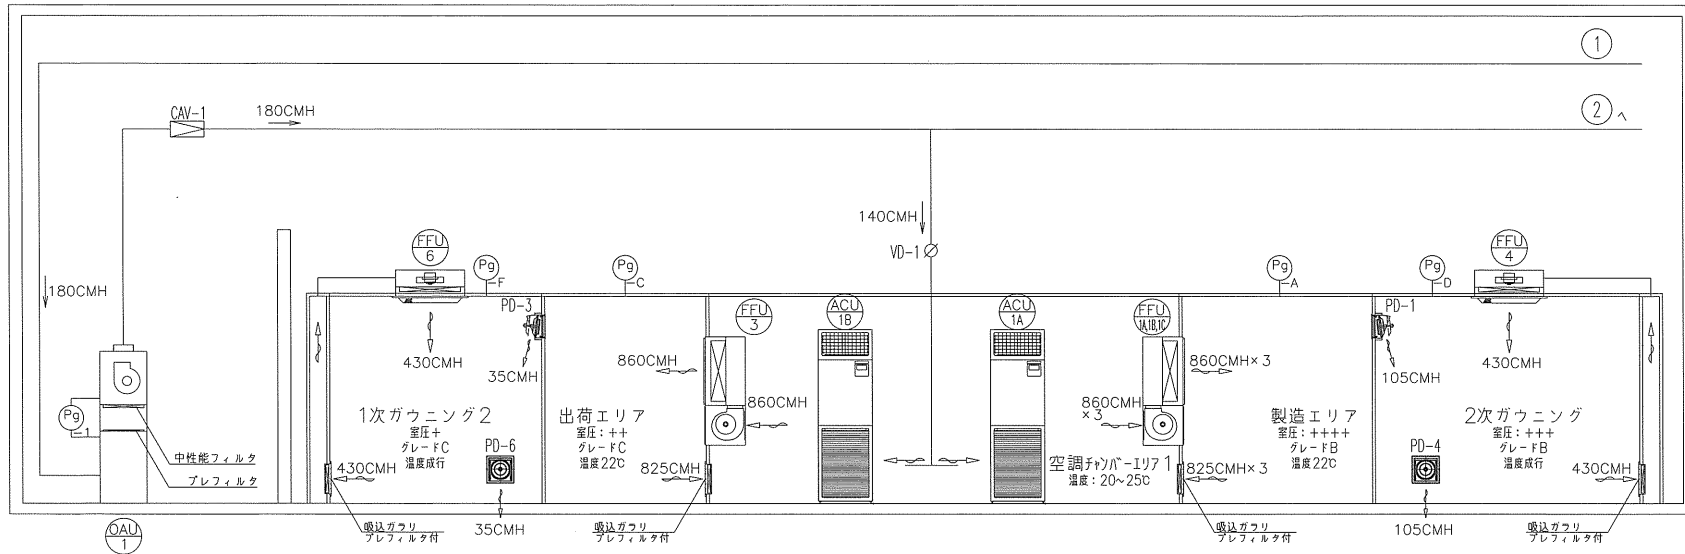 1
CAV-1
180CMH
2 へ
140CMH
VD-1
180CMH
FFU
6
Pg
-F
Pg
-C
Pg
-A
Pg
-D
FFU
4
PD-3
FFU
3
ACU
1B
ACU
1A
FFU
1A,1B,1C
PD-1
430CMH
35CMH
860CMH
860CMH×3
105CMH
430CMH
Pg
-1
1次ガウニング2
室圧:+
グレードC
温度成行
出荷エリア
室圧:++
グレードC
温度22℃
860CMH
860CMH
×3
製造エリア
室圧:++++
グレードB
温度22℃
2次ガウニング
室圧:+++
グレードB
温度成行
PD-6
PD-4
中性能フィルタ
プレフィルタ
430CMH
825CMH
空調チャンバーエリア1
温度:20~25℃
825CMH×3
430CMH
OAU
1
吸込ガラリ
プレフィルタ付
35CMH
吸込ガラリ
プレフィルタ付
吸込ガラリ
プレフィルタ付
105CMH
吸込ガラリ
プレフィルタ付